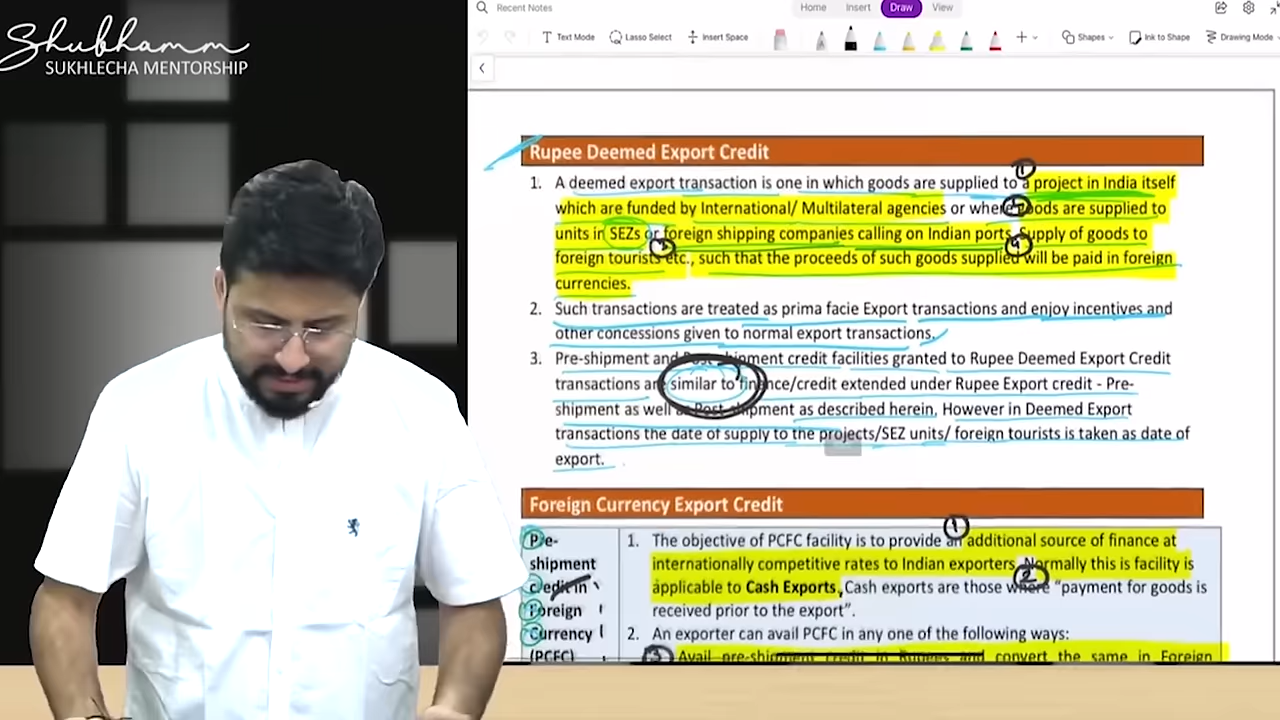 Shubhamm
SUKHLECHA MENTORSHIP
Recent Notes
Home Insert Draw View
Text Mode Lasso Select Insert Space Shapes Ink to Shape Drawing Mode
Rupee Deemed Export Credit
1. A deemed export transaction is one in which goods are supplied to a project in India itself
which are funded by International/ Multilateral agencies or where goods are supplied to
units in SEZs or foreign shipping companies calling on Indian ports, Supply of goods to
foreign tourists etc., such that the proceeds of such goods supplied will be paid in foreign
currencies.
2. Such transactions are treated as prima facie Export transactions and enjoy incentives and
other concessions given to normal export transactions.
3. Pre-shipment and Post-shipment credit facilities granted to Rupee Deemed Export Credit
transactions are similar to finance/credit extended under Rupee Export credit - Pre-
shipment as well as Post-shipment as described herein. However in Deemed Export
transactions the date of supply to the projects/SEZ units/ foreign tourists is taken as date of
export.
Foreign Currency Export Credit
Pre-
shipment
credit in
Foreign
Currency
(PCFC)
1. The objective of PCFC facility is to provide an additional source of finance at
internationally competitive rates to Indian exporters. Normally this is facility is
applicable to Cash Exports. Cash exports are those where "payment for goods is
received prior to the export".
2. An exporter can avail PCFC in any one of the following ways:
Avail pre-shipment credit in Rupees and convert the same in Foreign